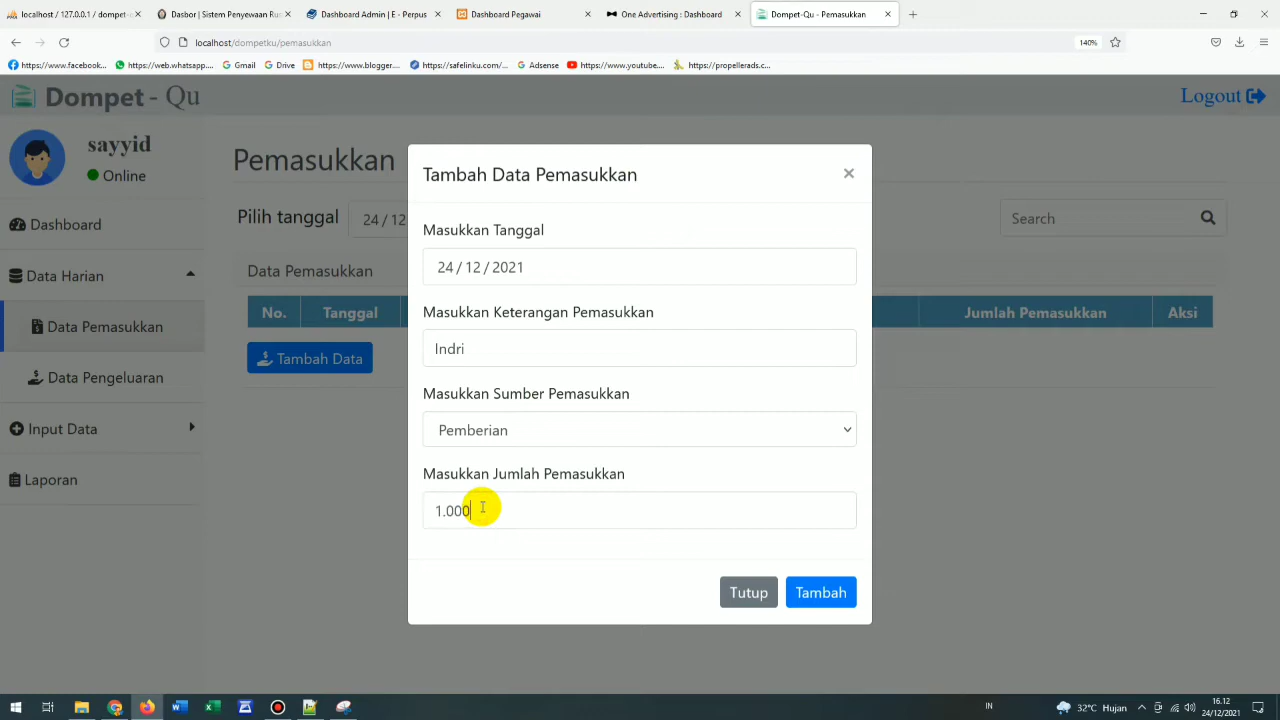 localhost / 127.0.0.1 / dompet
Dasbor | Sistem Penyewaan Rus
Dashboard Admin | E - Perpus
Dashboard Pegawai
One Advertising : Dashboard
Dompet-Qu - Pemasukkan
localhost/dompetku/pemasukkan
140%
https://www.facebook...
https://web.whatsapp....
Gmail
Drive
https://www.blogger....
https://safelinku.com/...
Adsense
https://www.youtube....
https://propellerads.c...
Dompet - Qu
Logout
sayyid
Online
Dashboard
Data Harian
Data Pemasukkan
Data Pengeluaran
Input Data
Laporan
Pemasukkan
Pilih tanggal
24 / 12
Search
Data Pemasukkan
No.
Tanggal
Jumlah Pemasukkan
Aksi
Tambah Data
Tambah Data Pemasukkan
×
Masukkan Tanggal
24 / 12 / 2021
Masukkan Keterangan Pemasukkan
Indri
Masukkan Sumber Pemasukkan
Pemberian
Masukkan Jumlah Pemasukkan
1.000
Tutup
Tambah
IN
32°C Hujan
16.12
24/12/2021